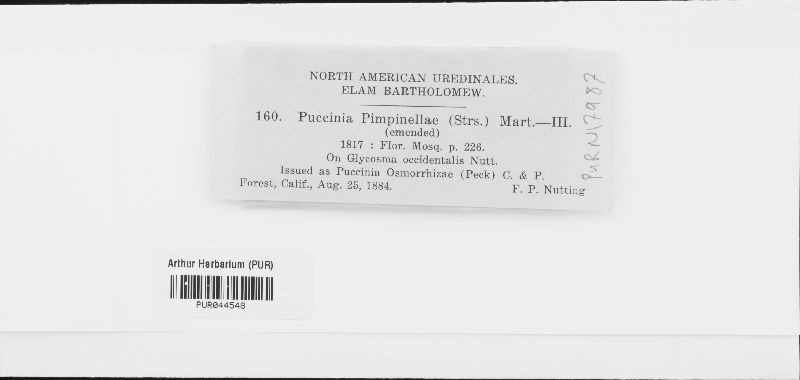 NORTH AMERICAN UREDINALES.
ELAM BARTHOLOMEW.
160. Puccinia Pimpinellae (Strs.) Mart.—III.
(emended)
1817 : Flor. Mosq. p. 226.
On Glycosma occidentalis Nutt.
Issued as Puccinia Osmorrhizae (Peck) C. & P.
Forest, Calif., Aug. 25, 1884. F. P. Nutting
PUR N17987
Arthur Herbarium (PUR)
PUR044548